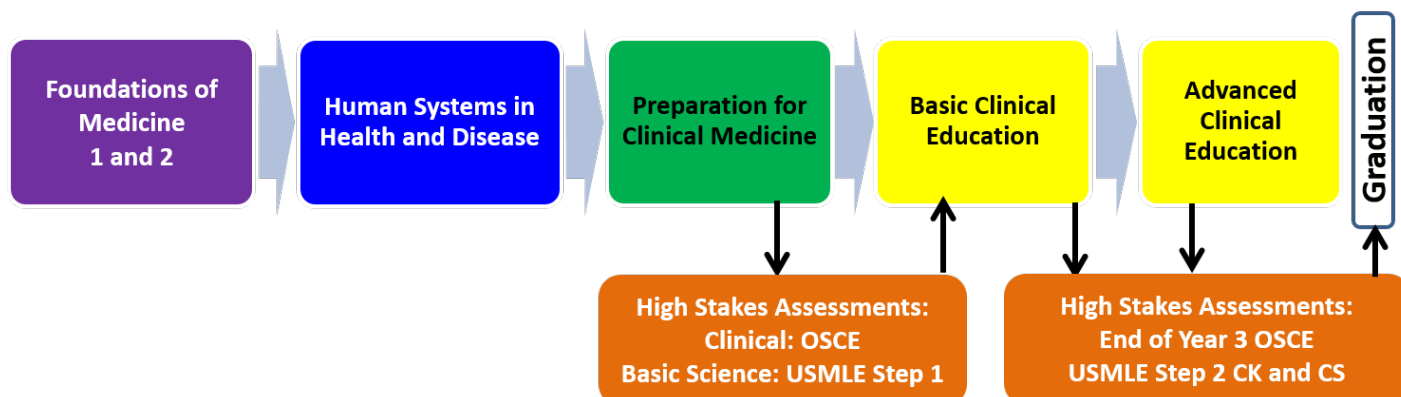 Foundations of
Medicine
1 and 2
Human Systems in
Health and Disease
Preparation for
Clinical Medicine
Basic Clinical
Education
Advanced
Clinical
Education
Graduation
High Stakes Assessments:
Clinical: OSCE
Basic Science: USMLE Step 1
High Stakes Assessments:
End of Year 3 OSCE
USMLE Step 2 CK and CS